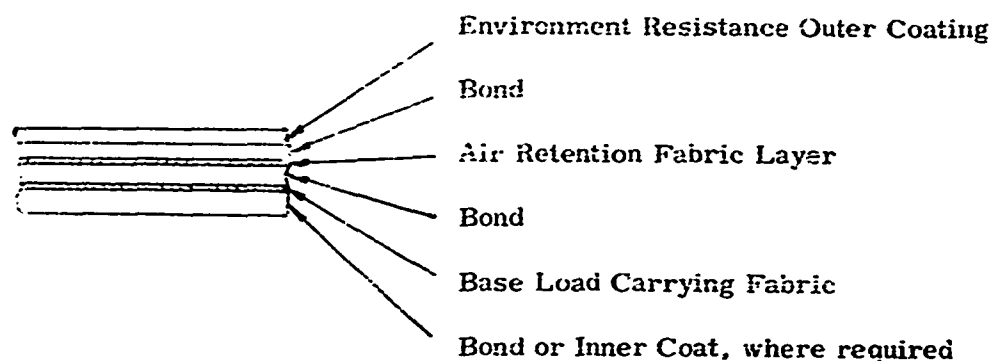 Environment Resistance Outer Coating
Bond
Air Retention Fabric Layer
Bond
Base Load Carrying Fabric
Bond or Inner Coat, where required